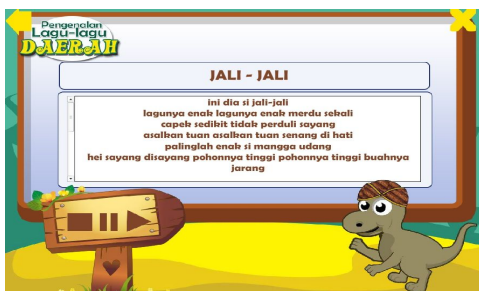 Pengenalan
Lagu-lagu
DAERAH
JALI - JALI
ini dia si jali-jali
lagunya enak lagunya enak merdu sekali
capek sedikit tidak perduli sayang
asalkan tuan asalkan tuan senang di hati
palinglah enak si mangga udang
hei sayang disayang pohonnya tinggi pohonnya tinggi buahnya
jarang